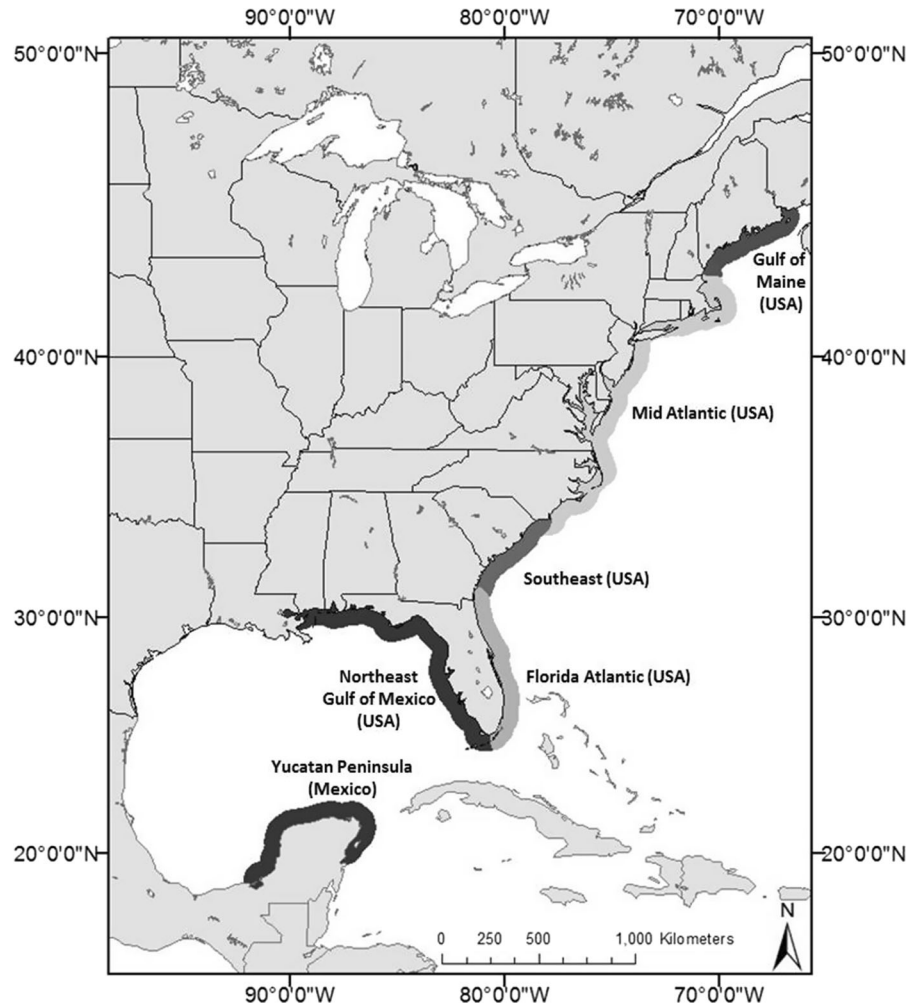 90°0'0"W 80°0'0"W 70°0'0"W
50°0'0"N 50°0'0"N
Gulf of
Maine
(USA)
40°0'0"N 40°0'0"N
Mid Atlantic (USA)
Southeast (USA)
30°0'0"N 30°0'0"N
Northeast
Gulf of Mexico
(USA)
Florida Atlantic (USA)
Yucatan Peninsula
(Mexico)
20°0'0"N 20°0'0"N
N
0 250 500 1,000 Kilometers
90°0'0"W 80°0'0"W 70°0'0"W